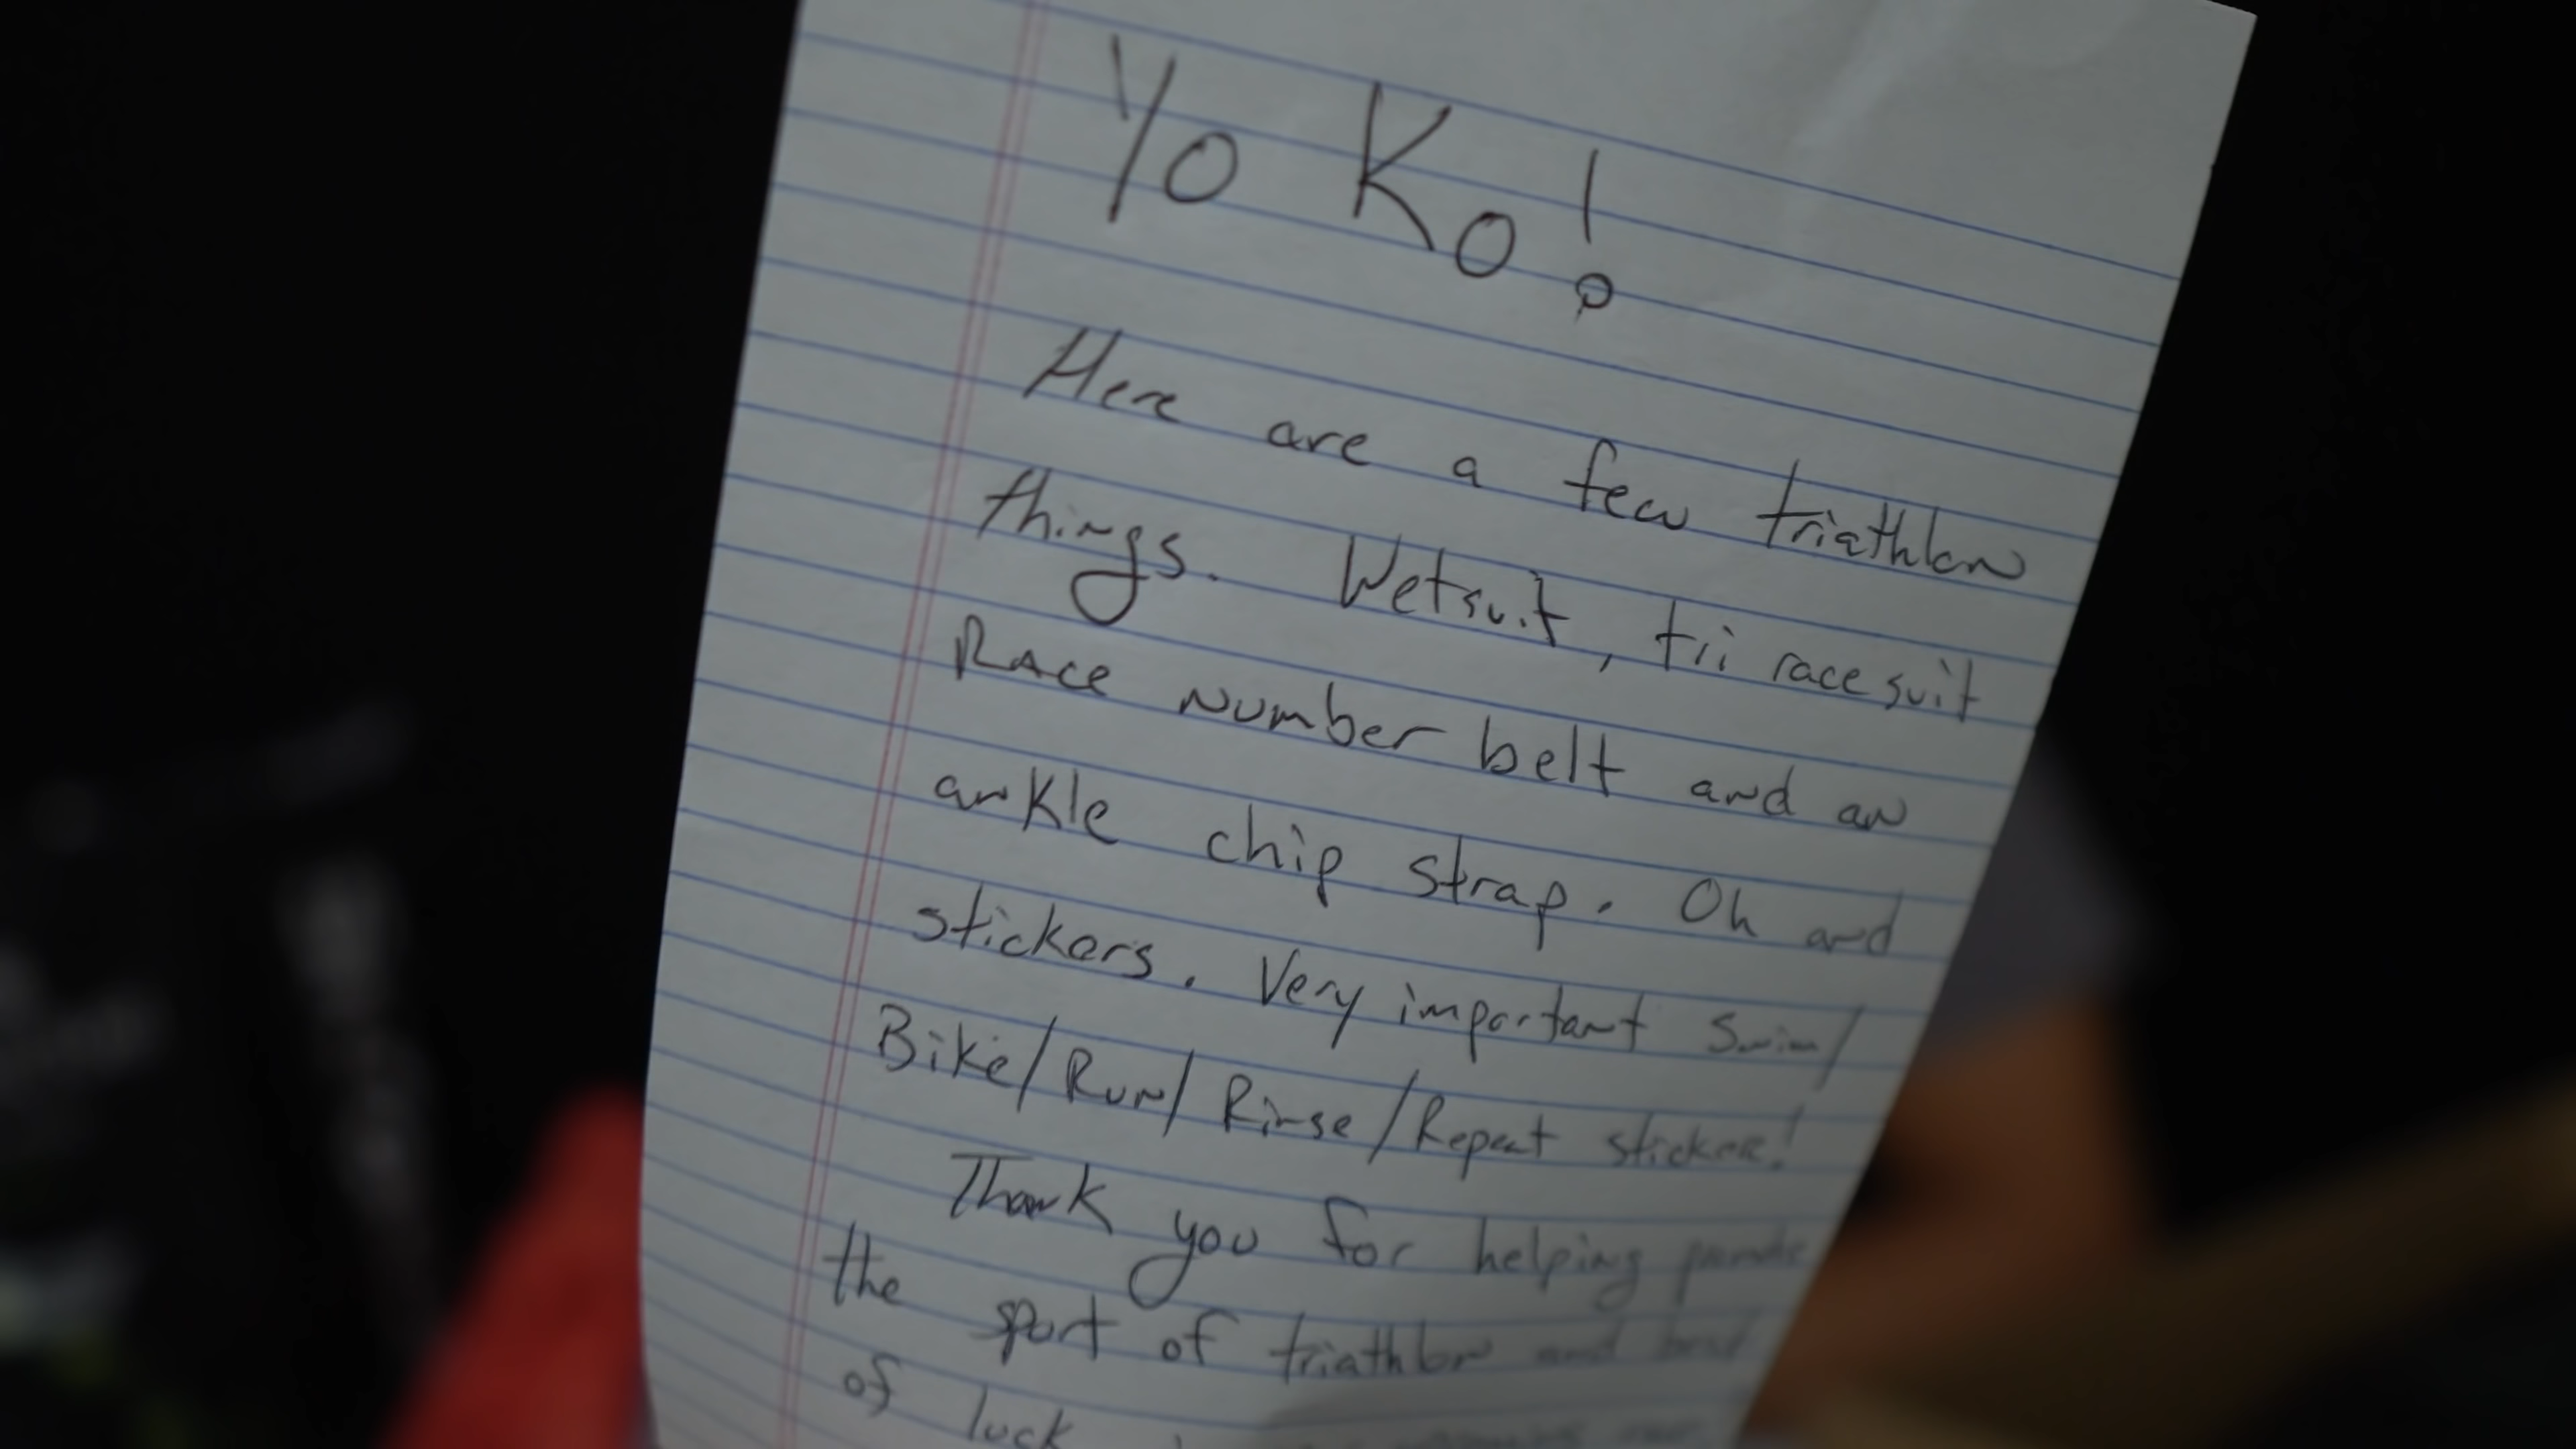 Yo Ko!
Here are a few triathlon
things. Wetsuit, tri race suit
Race number belt and an
ankle chip strap. Oh and
stickers. Very important Swim/
Bike/Run/Rinse/Repeat sticker!
Thank you for helping
the sport of triathlon and
of luck